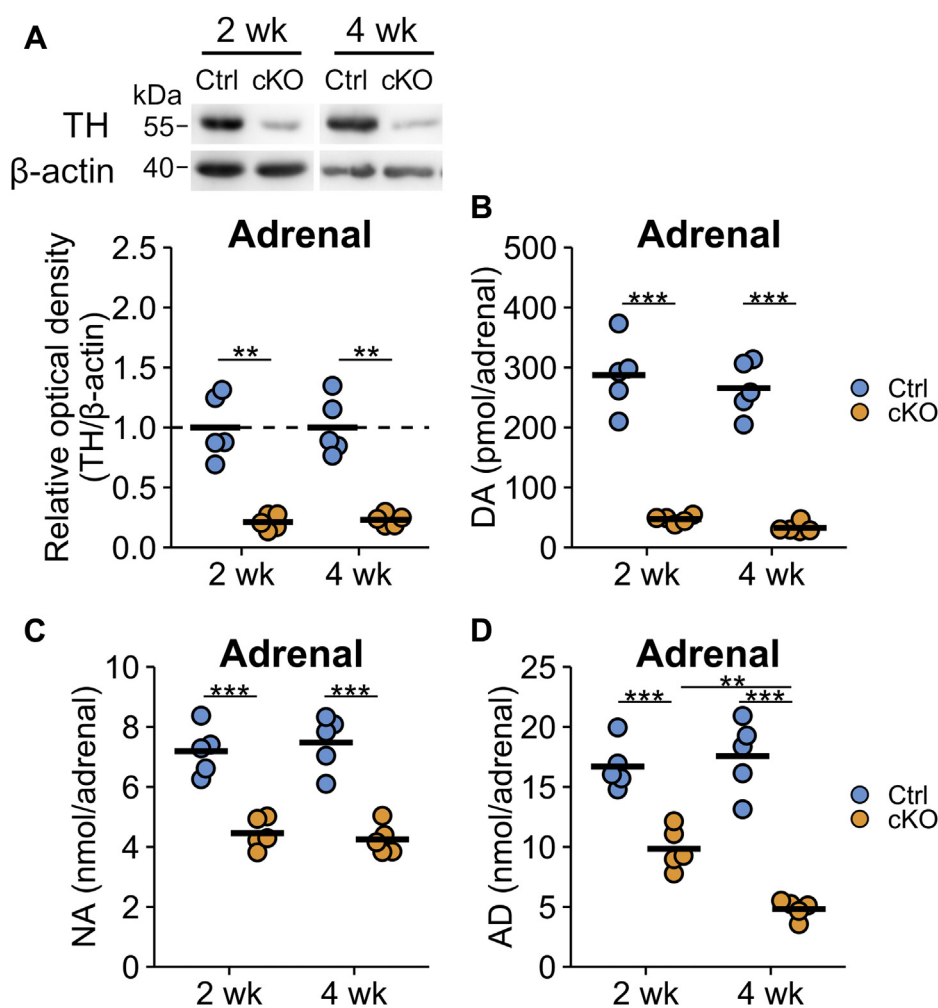 A
2 wk 4 wk
Ctrl cKO Ctrl cKO
kDa
TH 55
β-actin 40
Adrenal
Relative optical density
(TH/β-actin)
2.5
2.0
1.5
1.0
0.5
0.0
** **
2 wk 4 wk
B
Adrenal
DA (pmol/adrenal)
500
400
300
200
100
0
*** ***
2 wk 4 wk
Ctrl
cKO
C
Adrenal
NA (nmol/adrenal)
10
8
6
4
2
0
*** ***
2 wk 4 wk
D
Adrenal
AD (nmol/adrenal)
25
20
15
10
5
0
**
*** ***
2 wk 4 wk
Ctrl
cKO